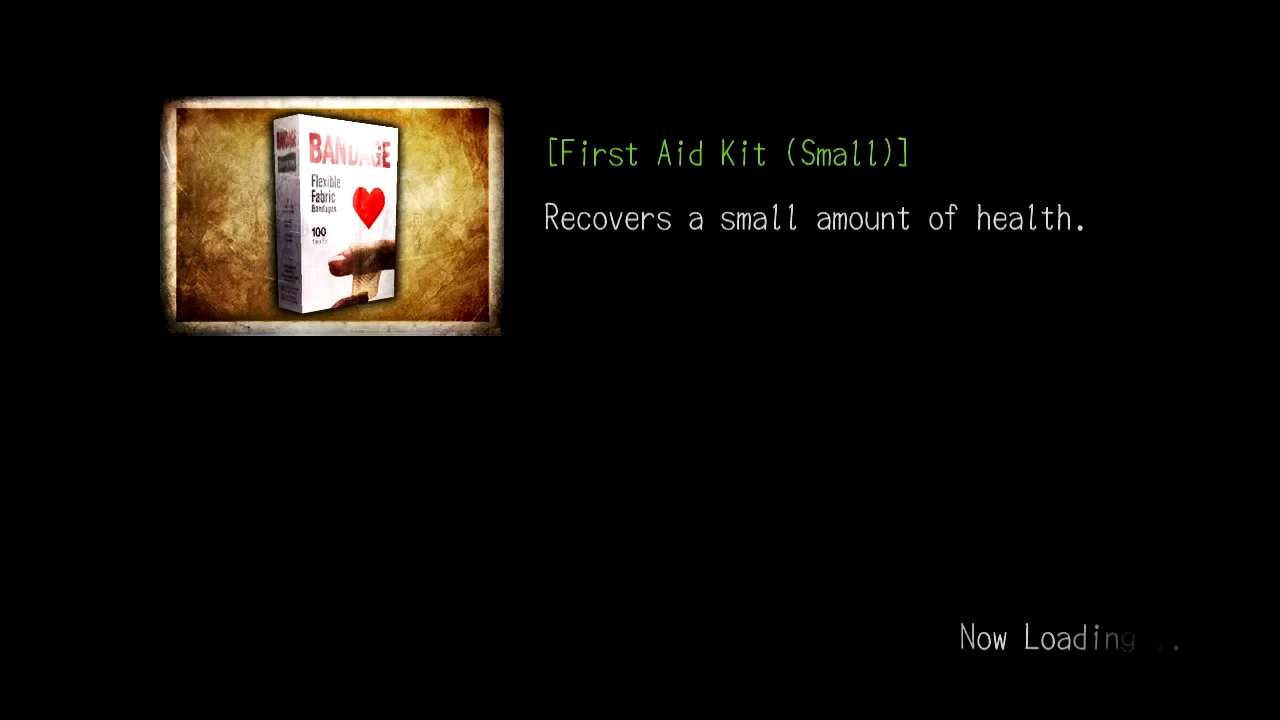 BANDAGE
Flexible
Fabric
Bandages
100
[First Aid Kit (Small)]
Recovers a small amount of health.
Now Loading ..